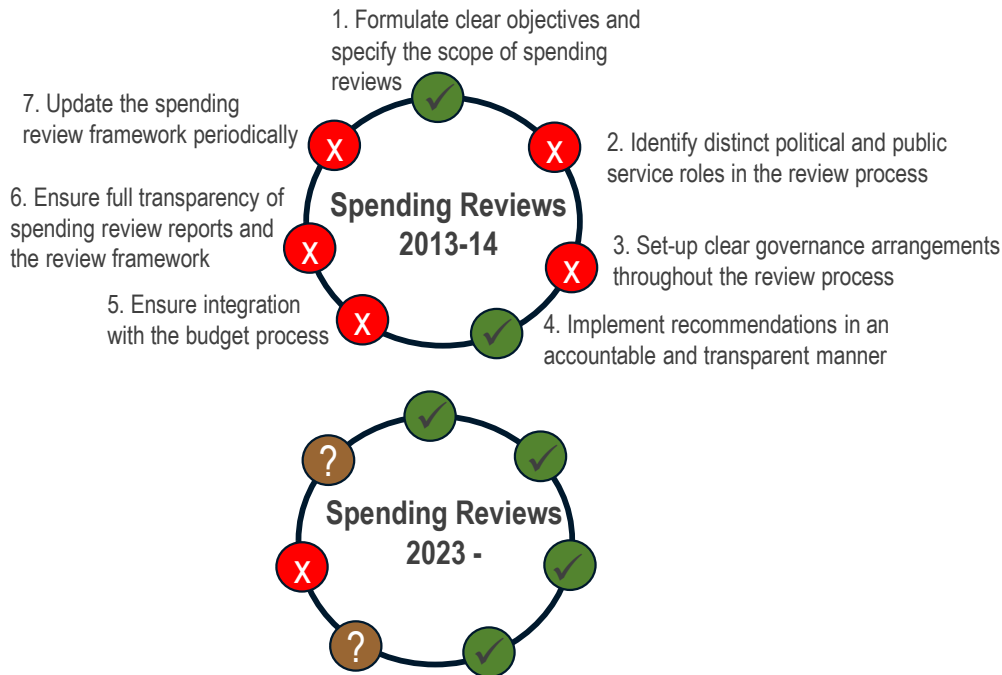 1. Formulate clear objectives and
specify the scope of spending
reviews
7. Update the spending
review framework periodically
✓
X
X
2. Identify distinct political and public
service roles in the review process
6. Ensure full transparency of
spending review reports and
the review framework
Spending Reviews
2013-14
X
X
3. Set-up clear governance arrangements
throughout the review process
5. Ensure integration
with the budget process
X
✓
4. Implement recommendations in an
accountable and transparent manner
✓
?
✓
Spending Reviews
2023 -
X
✓
?
✓